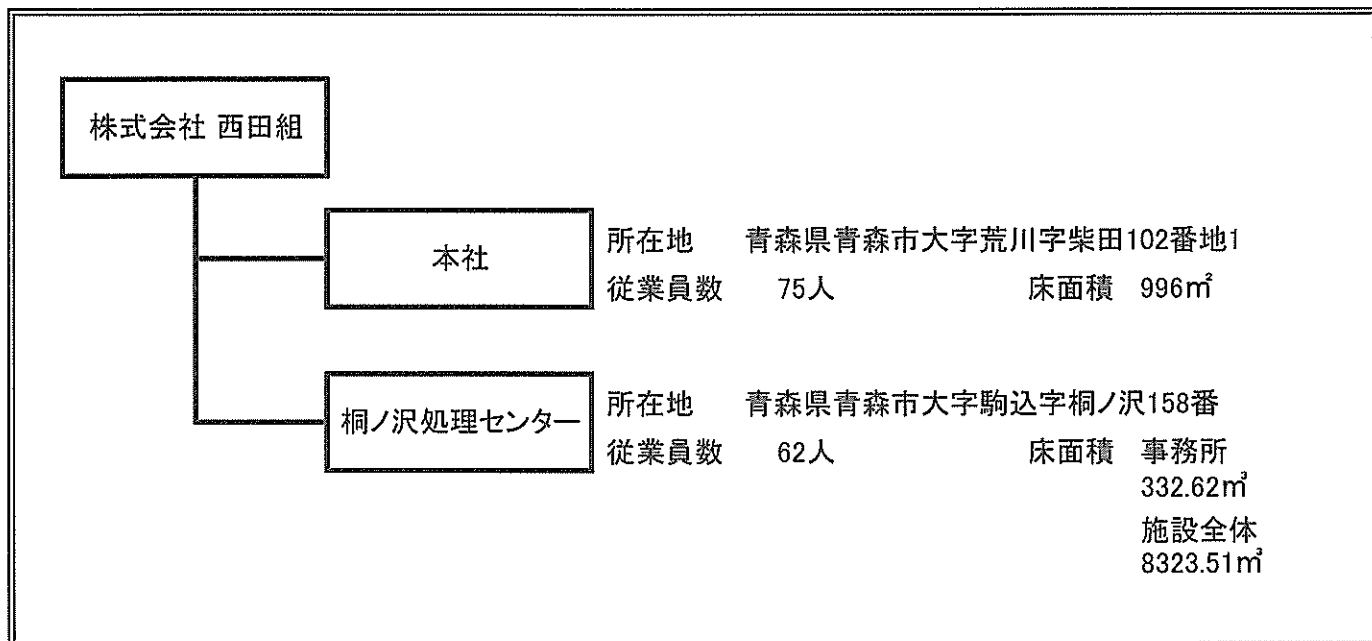 株式会社 西田組
本社
所在地 青森県青森市大字荒川字柴田102番地1
従業員数 75人 床面積 996㎡
桐ノ沢処理センター
所在地 青森県青森市大字駒込字桐ノ沢158番
従業員数 62人 床面積 事務所
332.62㎡
施設全体
8323.51㎡